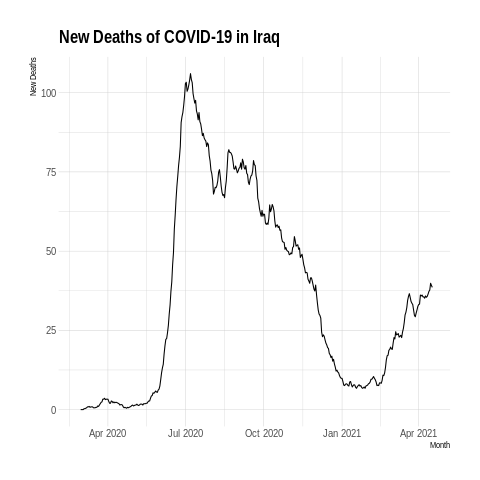 New Deaths of COVID-19 in Iraq
New Deaths
100
75
50
25
0
Apr 2020 Jul 2020 Oct 2020 Jan 2021 Apr 2021
Month